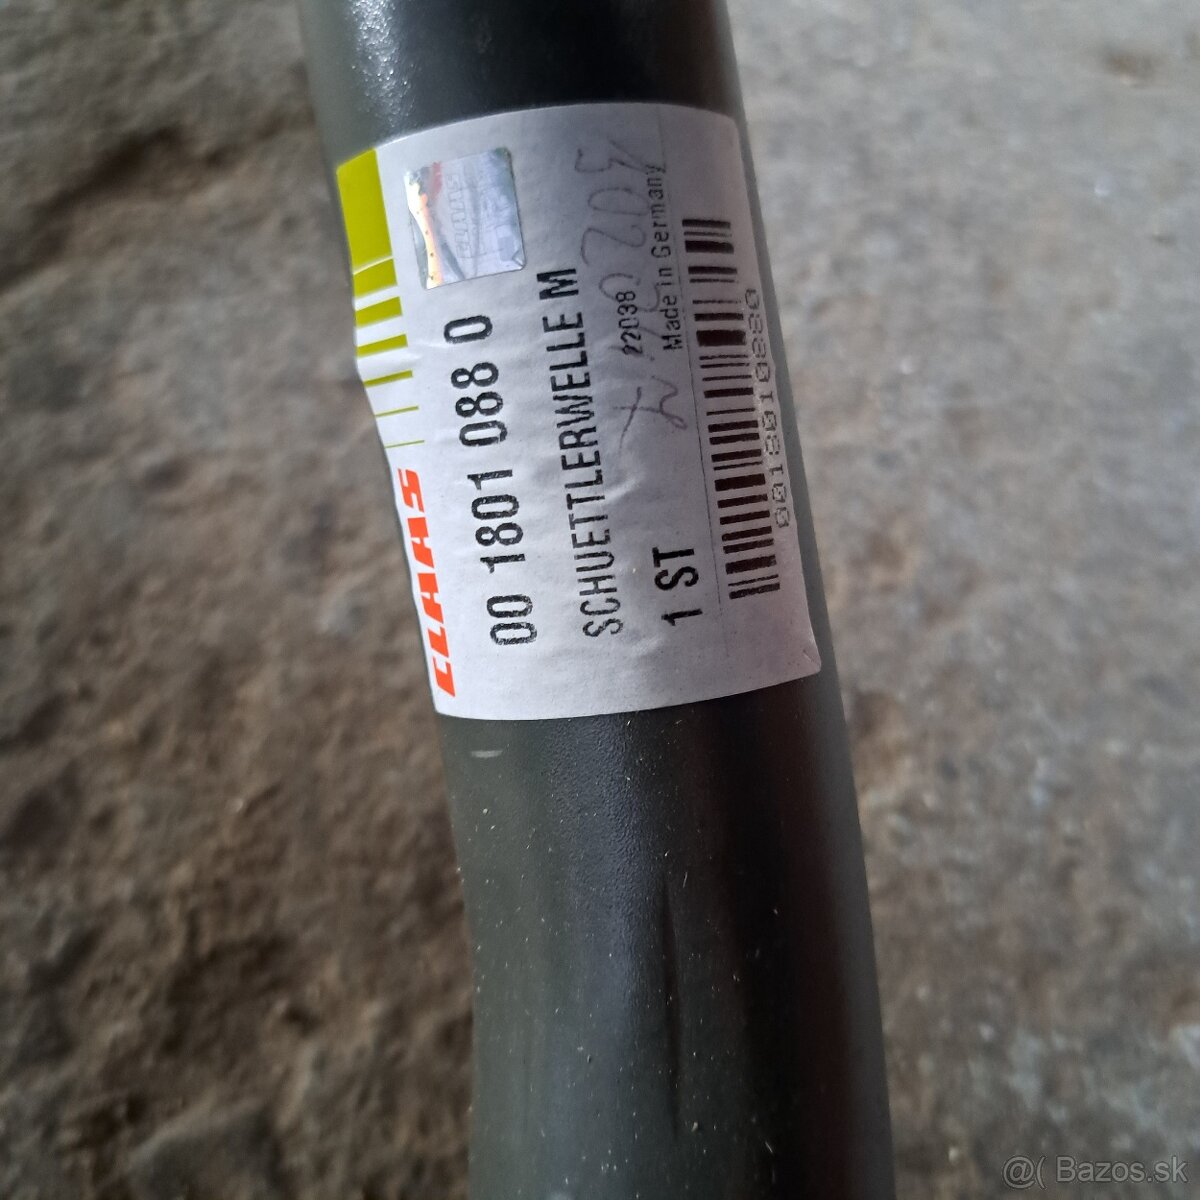 CLAAS
00 1801 088 0
SCHUETTLERWELLE M
22038
1 ST
Made in Germany
0018010880
@( Bazos.sk